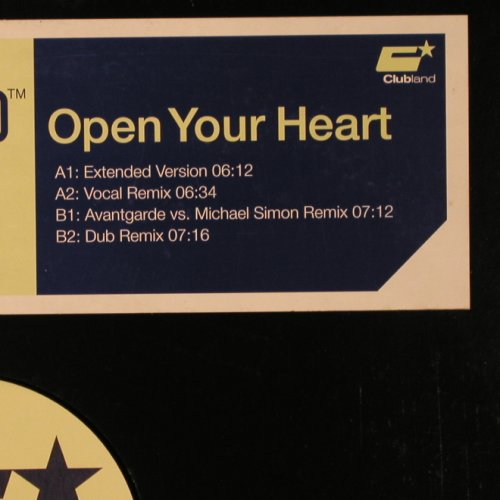 Clubland
TM
Open Your Heart
A1: Extended Version 06:12
A2: Vocal Remix 06:34
B1: Avantgarde vs. Michael Simon Remix 07:12
B2: Dub Remix 07:16